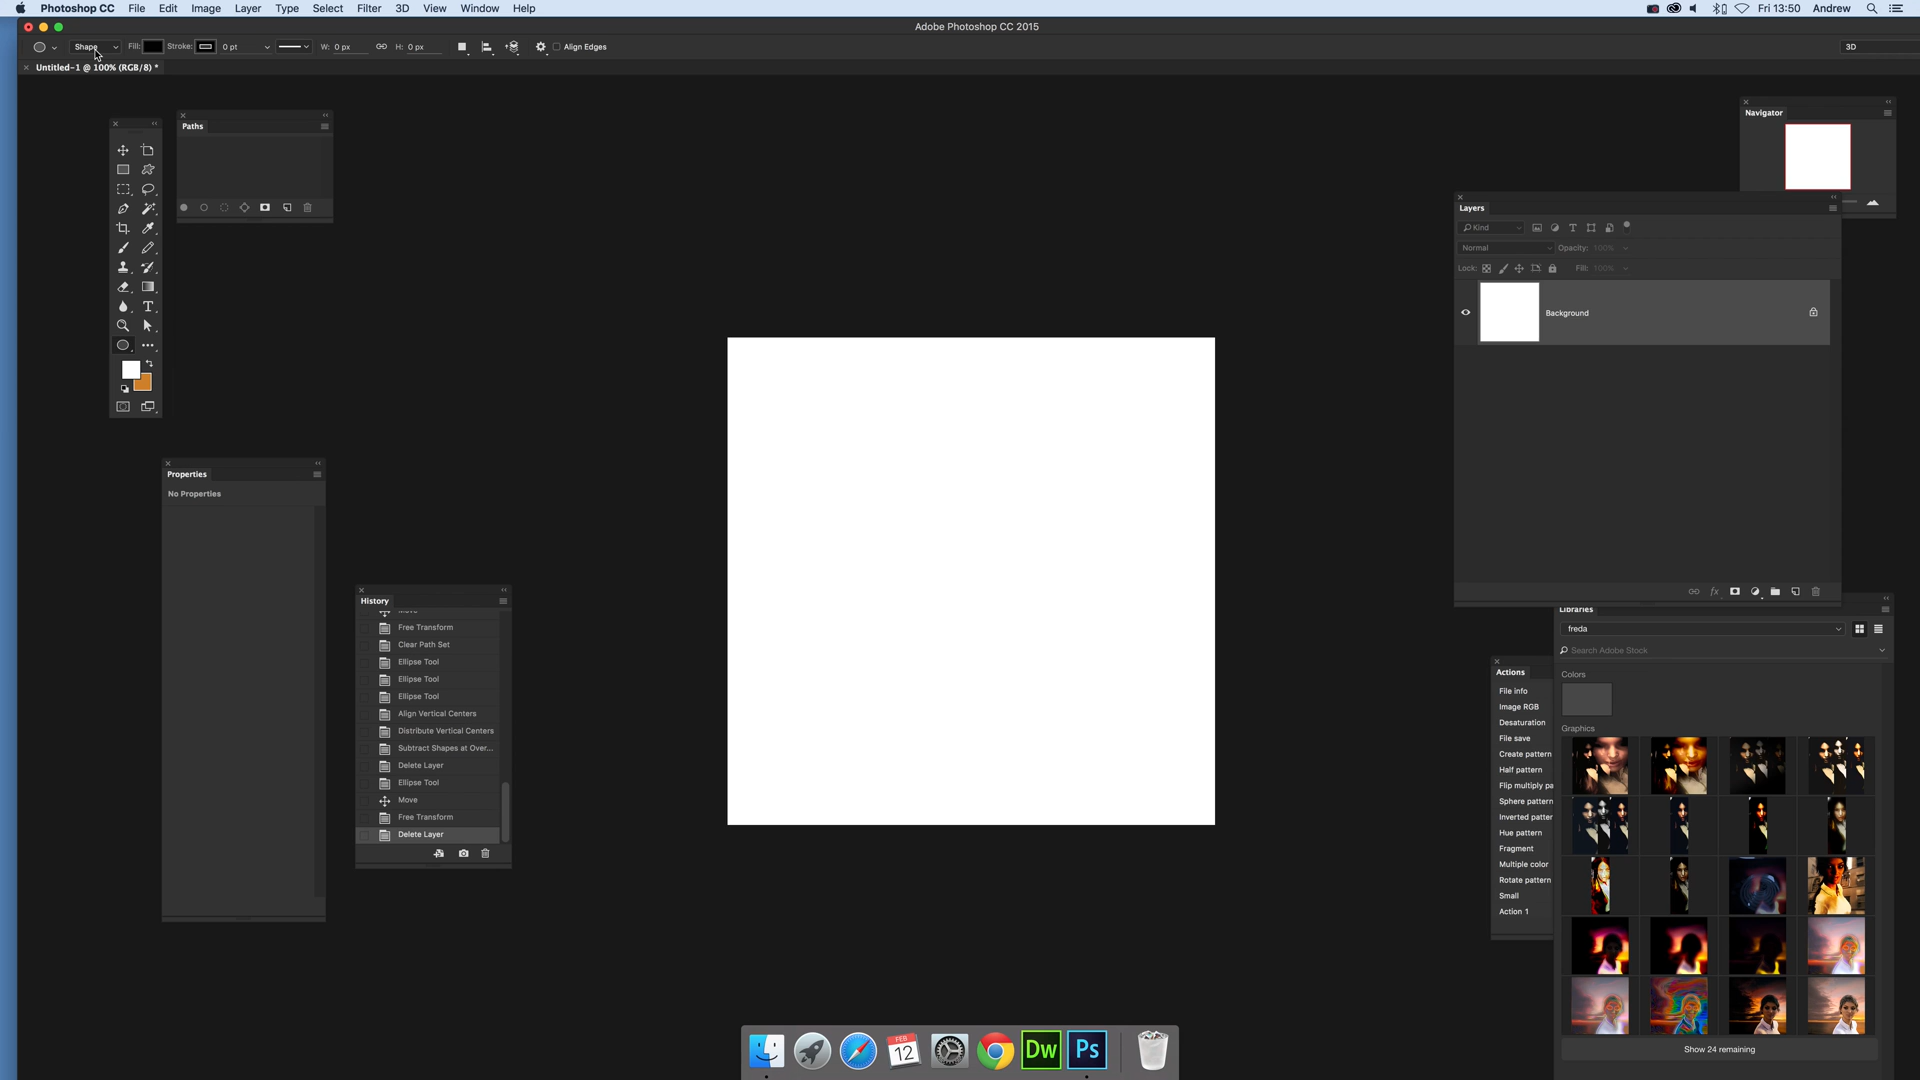 Photoshop CC File Edit Image Layer Type Select Filter 3D View Window Help Fri 13:50 Andrew
Adobe Photoshop CC 2015
Shape Fill: Stroke: 0 pt W: 0 px H: 0 px Align Edges 3D
Untitled-1 @ 100% (RGB/8) *
Paths
Navigator
Layers
Kind
Normal Opacity: 100%
Lock: Fill: 100%
Background
Properties
No Properties
History
Free Transform
Clear Path Set
Ellipse Tool
Ellipse Tool
Ellipse Tool
Align Vertical Centers
Distribute Vertical Centers
Subtract Shapes at Over...
Delete Layer
Ellipse Tool
Move
Free Transform
Delete Layer
Libraries
freda
Search Adobe Stock
Colors
Graphics
Show 24 remaining
Actions
File info
Image RGB
Desaturation
File save
Create pattern
Half pattern
Flip multiply pa
Sphere pattern
Inverted patter
Hue pattern
Fragment
Multiple color
Rotate pattern
Small
Action 1
FEB
12
Dw
Ps